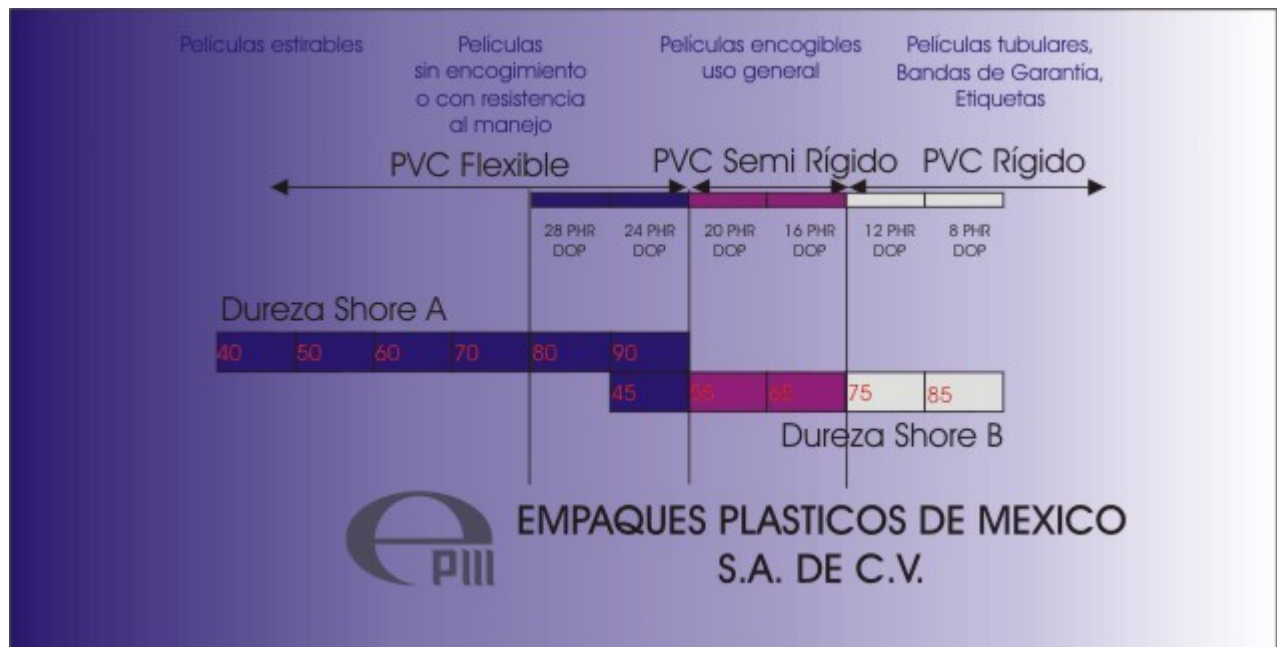 Películas estirables
Películas
sin encogimiento
o con resistencia
al manejo
Películas encogibles
uso general
Películas tubulares,
Bandas de Garantía,
Etiquetas
PVC Flexible
PVC Semi Rígido
PVC Rígido
28 PHR
DOP
24 PHR
DOP
20 PHR
DOP
16 PHR
DOP
12 PHR
DOP
8 PHR
DOP
Dureza Shore A
40 50 60 70 80 90
45 55 65 75 85
Dureza Shore B
ePM
EMPAQUES PLASTICOS DE MEXICO
S.A. DE C.V.